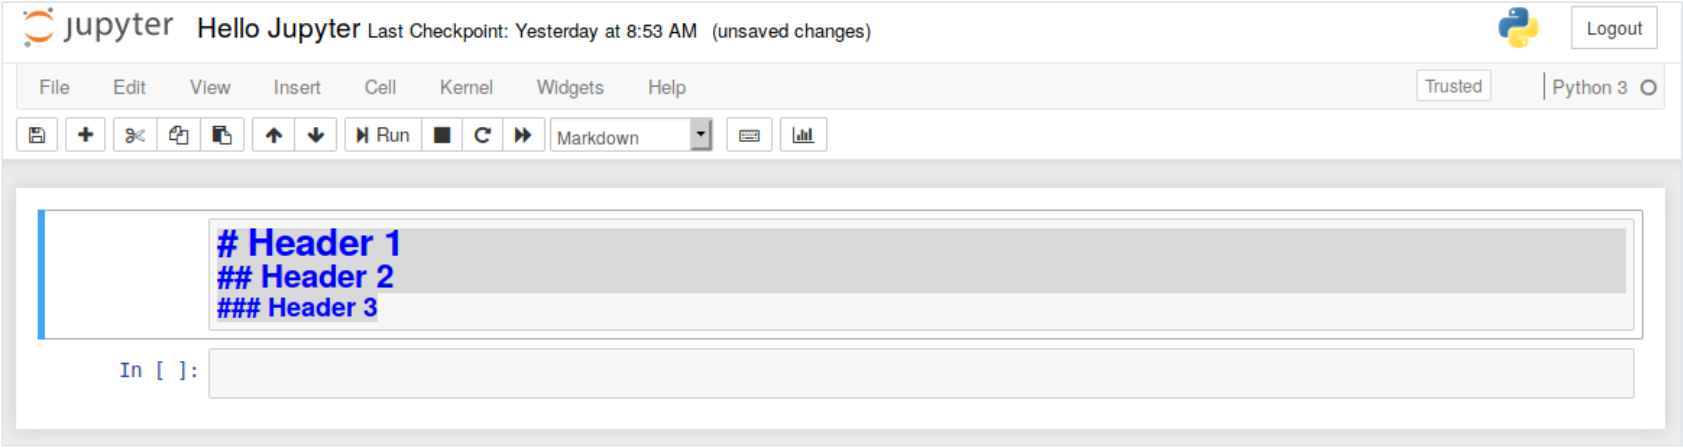 jupyter Hello Jupyter Last Checkpoint: Yesterday at 8:53 AM (unsaved changes) Logout
File Edit View Insert Cell Kernel Widgets Help Trusted Python 3
Run Markdown
# Header 1
## Header 2
### Header 3
In [ ]: